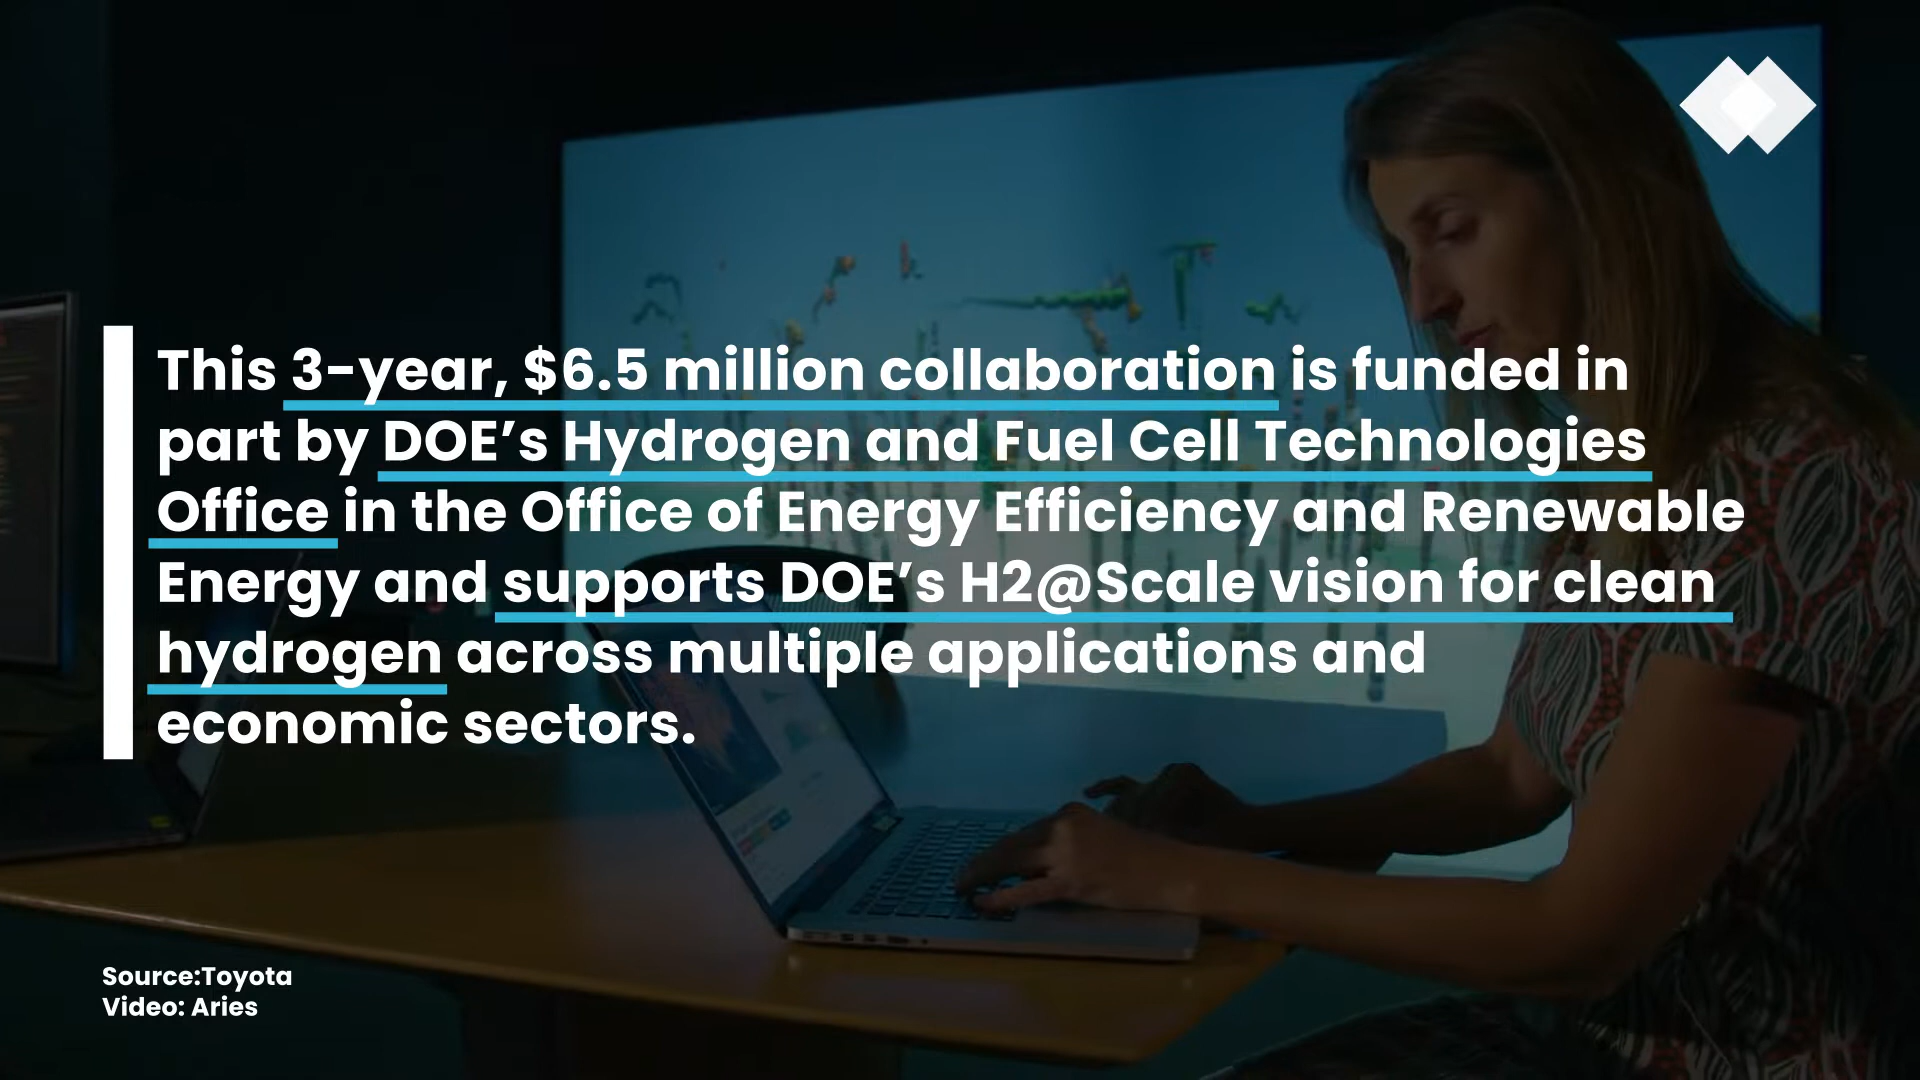 This 3-year, $6.5 million collaboration is funded in
part by DOE’s Hydrogen and Fuel Cell Technologies
Office in the Office of Energy Efficiency and Renewable
Energy and supports DOE’s H2@Scale vision for clean
hydrogen across multiple applications and
economic sectors.
Source:Toyota
Video: Aries